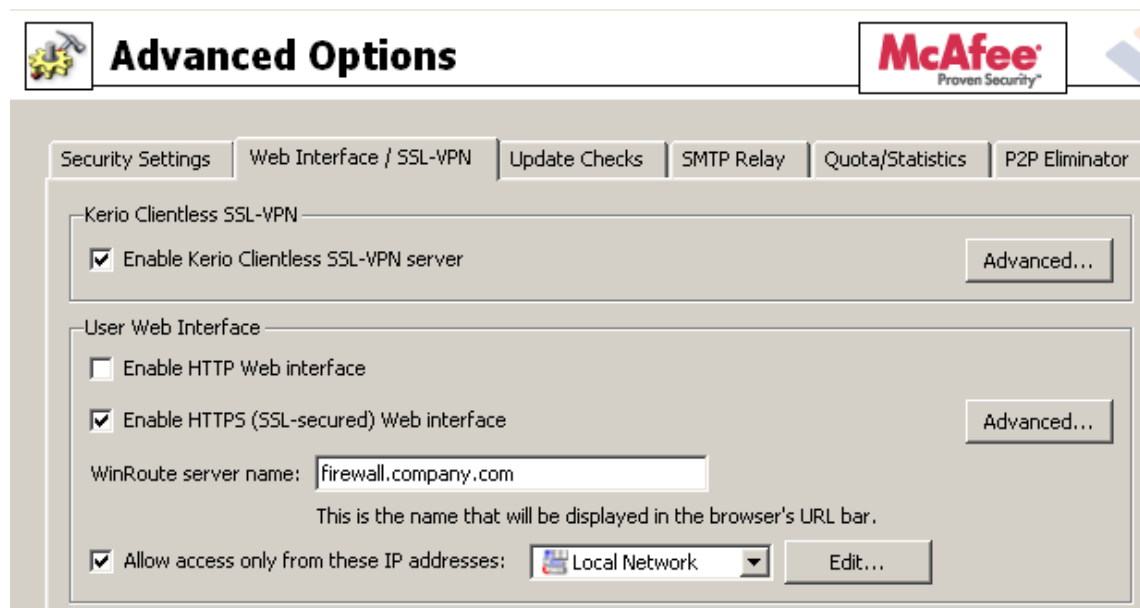 Advanced Options
McAfee
Proven Security™
Security Settings Web Interface / SSL-VPN Update Checks SMTP Relay Quota/Statistics P2P Eliminator
Kerio Clientless SSL-VPN
Enable Kerio Clientless SSL-VPN server Advanced...
User Web Interface
Enable HTTP Web interface
Enable HTTPS (SSL-secured) Web interface Advanced...
WinRoute server name: firewall.company.com
This is the name that will be displayed in the browser's URL bar.
Allow access only from these IP addresses: Local Network Edit...